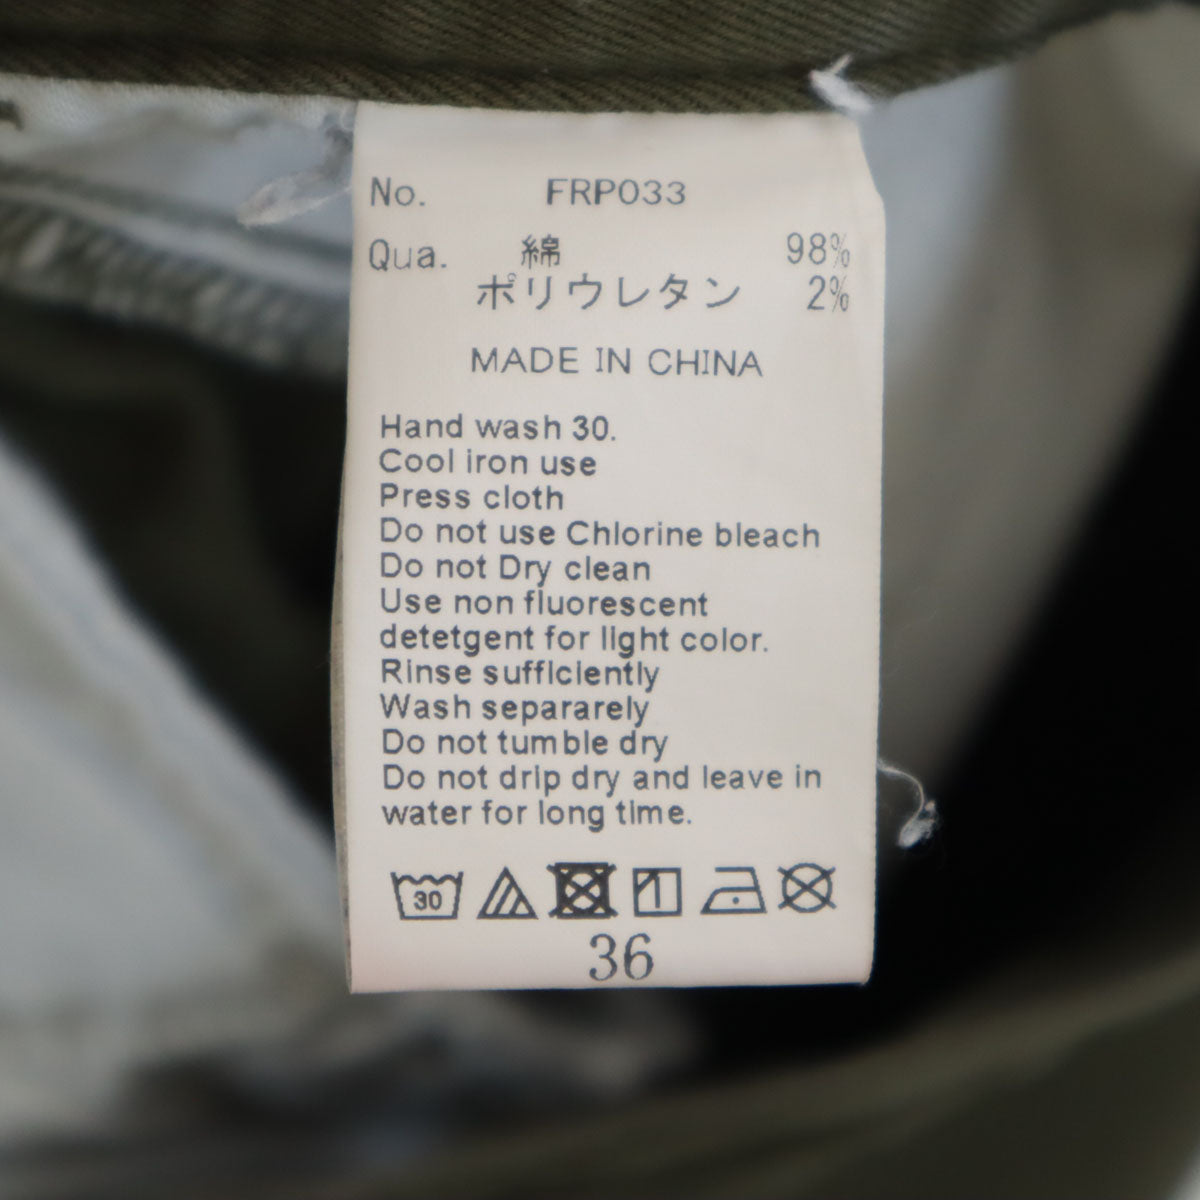 No. FRP033
Qua. 綿 98%
ポリウレタン 2%
MADE IN CHINA
Hand wash 30.
Cool iron use
Press cloth
Do not use Chlorine bleach
Do not Dry clean
Use non fluorescent
detetgent for light color.
Rinse sufficiently
Wash separarely
Do not tumble dry
Do not drip dry and leave in
water for long time.
30
36